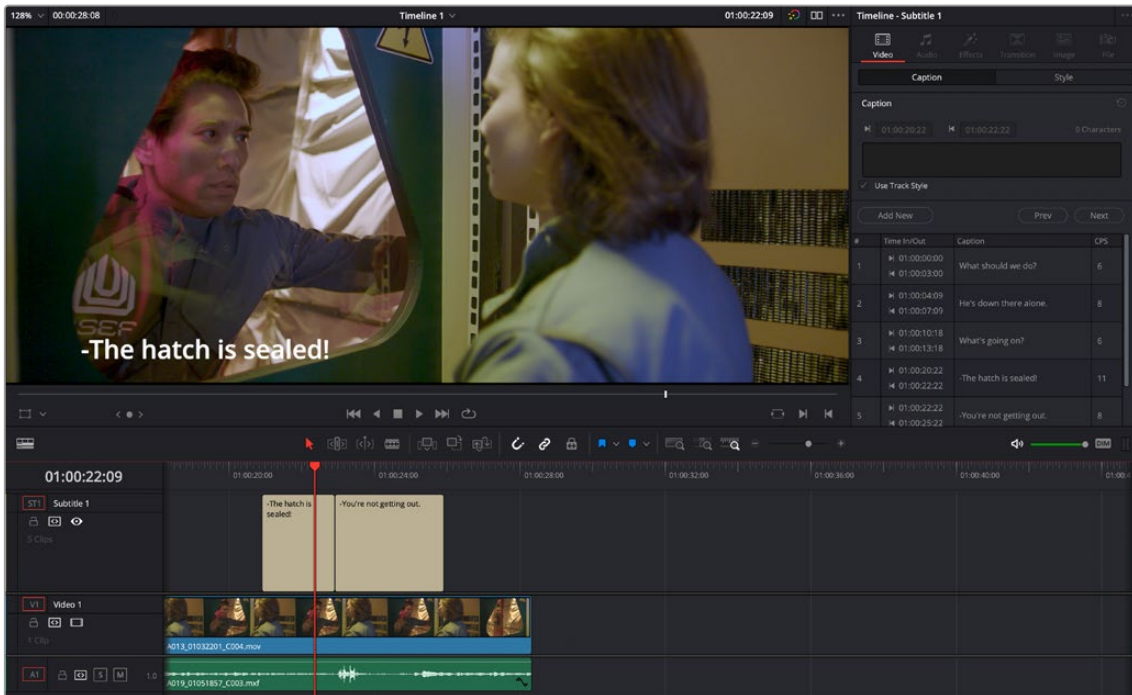 128% 00:00:28:08 Timeline 1 01:00:22:09
Timeline - Subtitle 1
Video Audio Effects Transition Image File
Caption Style
Caption
01:00:20:22 01:00:22:22 0 Characters
Use Track Style
Add New Prev Next
# Time In/Out Caption CPS
1 01:00:00:00 What should we do? 6
01:00:03:00
2 01:00:04:09 He's down there alone. 8
01:00:07:09
3 01:00:10:18 What's going on? 6
01:00:13:18
4 01:00:20:22 -The hatch is sealed! 11
01:00:22:22
5 01:00:22:22 -You're not getting out. 8
01:00:25:22
SEF
-The hatch is sealed!
DIM
01:00:22:09
01:00:20:00 01:00:24:00 01:00:28:00 01:00:32:00 01:00:36:00 01:00:40:00
ST1 Subtitle 1
5 Clips
-The hatch is
sealed!
-You're not getting out.
V1 Video 1
1 Clip
A013_01032201_C004.mov
A1 S M 1.0
A019_01051857_C003.mxf